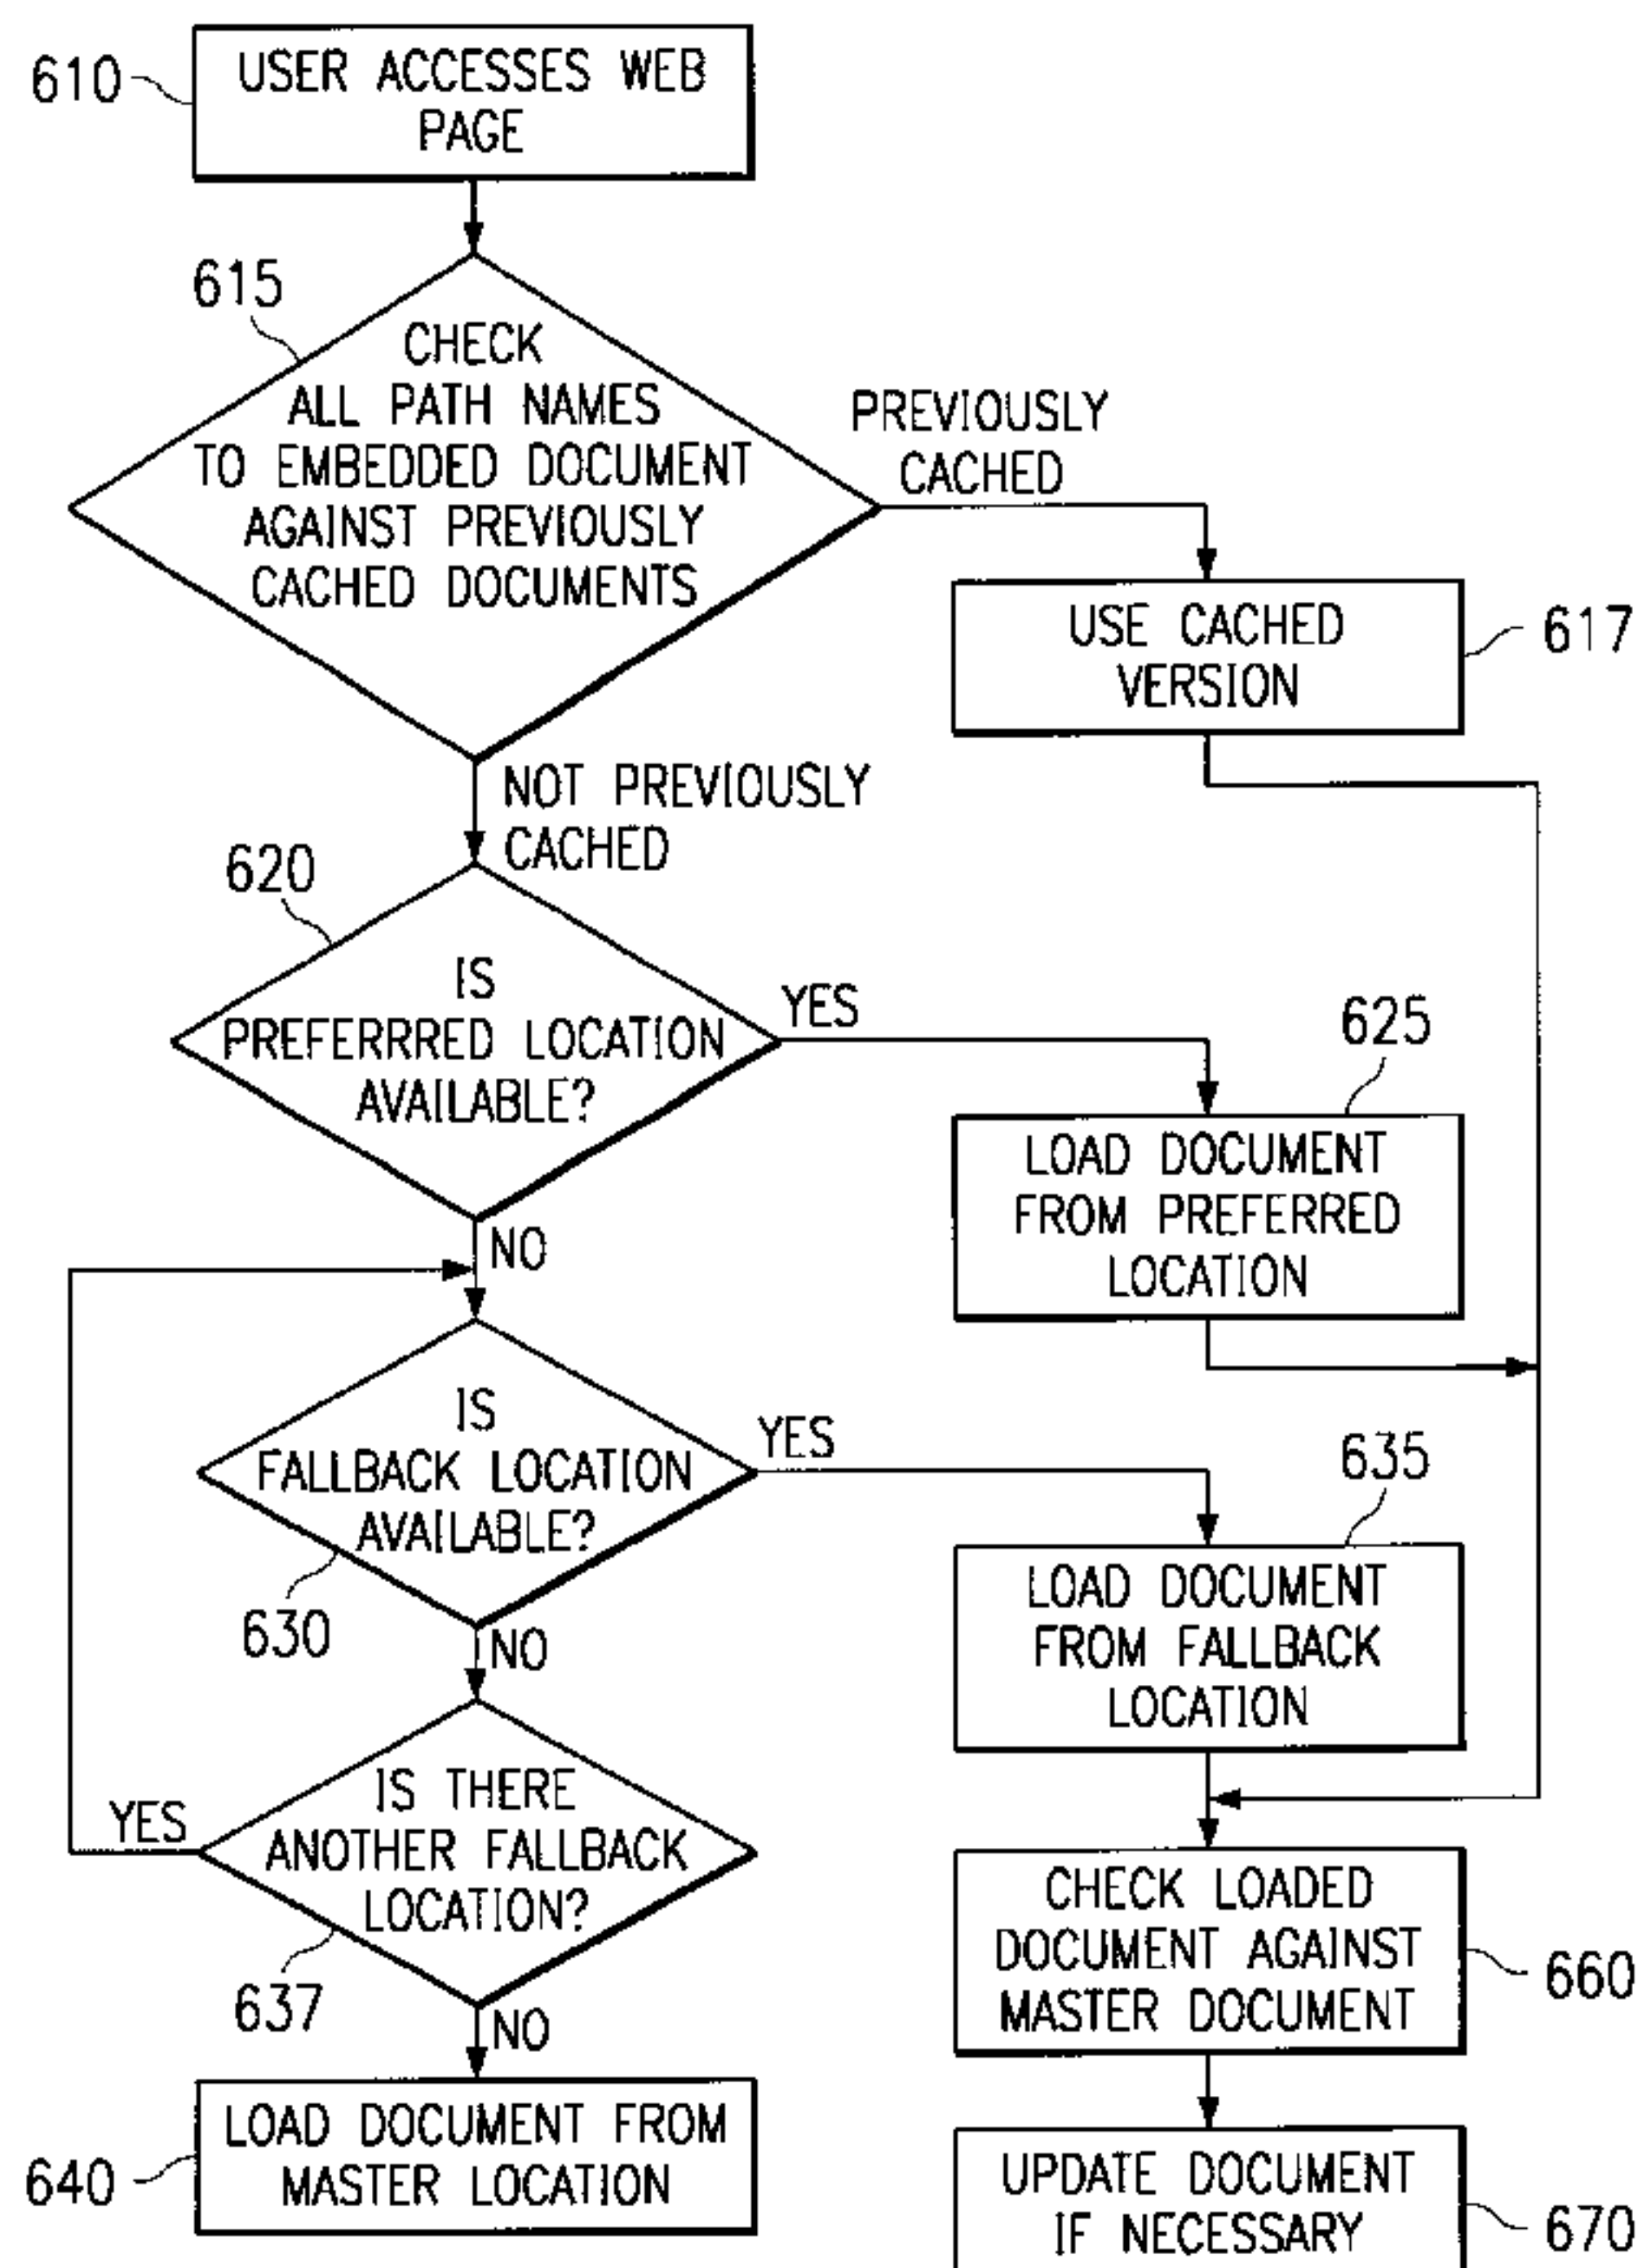 610
USER ACCESSES WEB
PAGE
615
CHECK
ALL PATH NAMES
TO EMBEDDED DOCUMENT
AGAINST PREVIOUSLY
CACHED DOCUMENTS
PREVIOUSLY
CACHED
USE CACHED
VERSION
617
NOT PREVIOUSLY
CACHED
620
IS
PREFERRRED LOCATION
AVAILABLE?
YES
625
LOAD DOCUMENT
FROM PREFERRED
LOCATION
NO
IS
FALLBACK LOCATION
AVAILABLE?
630
YES
635
LOAD DOCUMENT
FROM FALLBACK
LOCATION
NO
IS THERE
ANOTHER FALLBACK
LOCATION?
YES
637
NO
CHECK LOADED
DOCUMENT AGAINST
MASTER DOCUMENT
660
LOAD DOCUMENT FROM
MASTER LOCATION
640
UPDATE DOCUMENT
IF NECESSARY
670